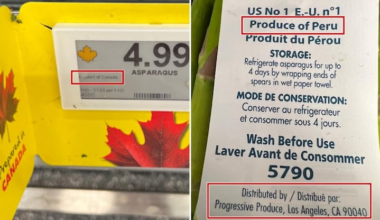 Prepared in
CANADA
4.99
ASPARAGUS
US No 1 E.-U. n°1
Produce of Peru
Produit du Pérou
STORAGE:
Refrigerate asparagus for up to
4 days by wrapping ends of
spears in wet paper towel.
MODE DE CONSERVATION:
Conserver au réfrigerateur
et consommer sous 4 jours.
Wash Before Use
Laver Avant de Consommer
5790
Distributed by / Distribué par:
Progressive Produce, Los Angeles, CA 90040